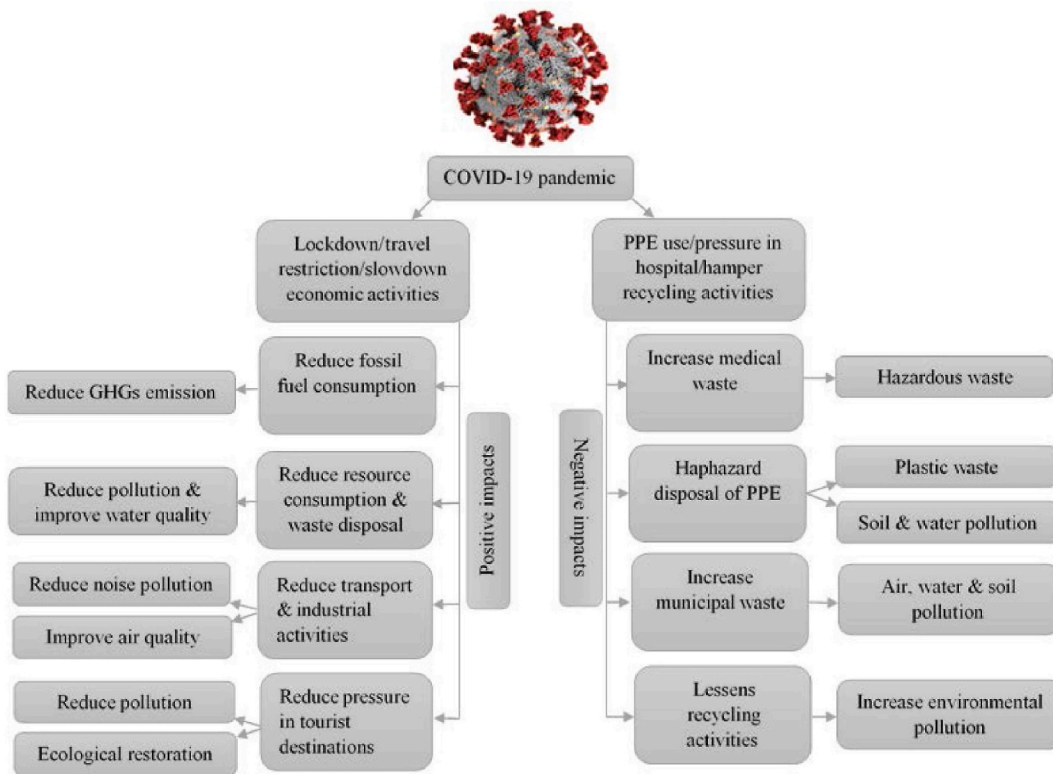 COVID-19 pandemic
Lockdown/travel
restriction/slowdown
economic activities
PPE use/pressure in
hospital/hamper
recycling activities
Positive impacts
Negative impacts
Reduce fossil
fuel consumption
Reduce GHGs emission
Reduce resource
consumption &
waste disposal
Reduce pollution &
improve water quality
Reduce transport
& industrial
activities
Reduce noise pollution
Improve air quality
Reduce pressure
in tourist
destinations
Reduce pollution
Ecological restoration
Increase medical
waste
Hazardous waste
Haphazard
disposal of PPE
Plastic waste
Soil & water pollution
Increase
municipal waste
Air, water & soil
pollution
Lessens
recycling
activities
Increase environmental
pollution